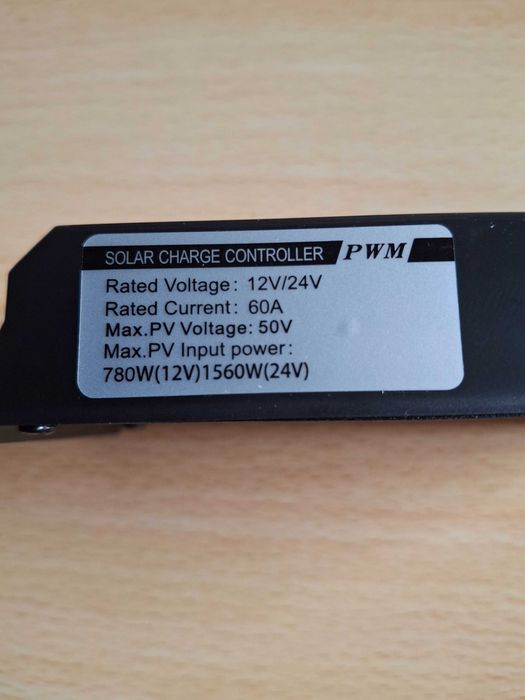 SOLAR CHARGE CONTROLLER PWM
Rated Voltage: 12V/24V
Rated Current: 60A
Max.PV Voltage: 50V
Max.PV Input power:
780W(12V)1560W(24V)